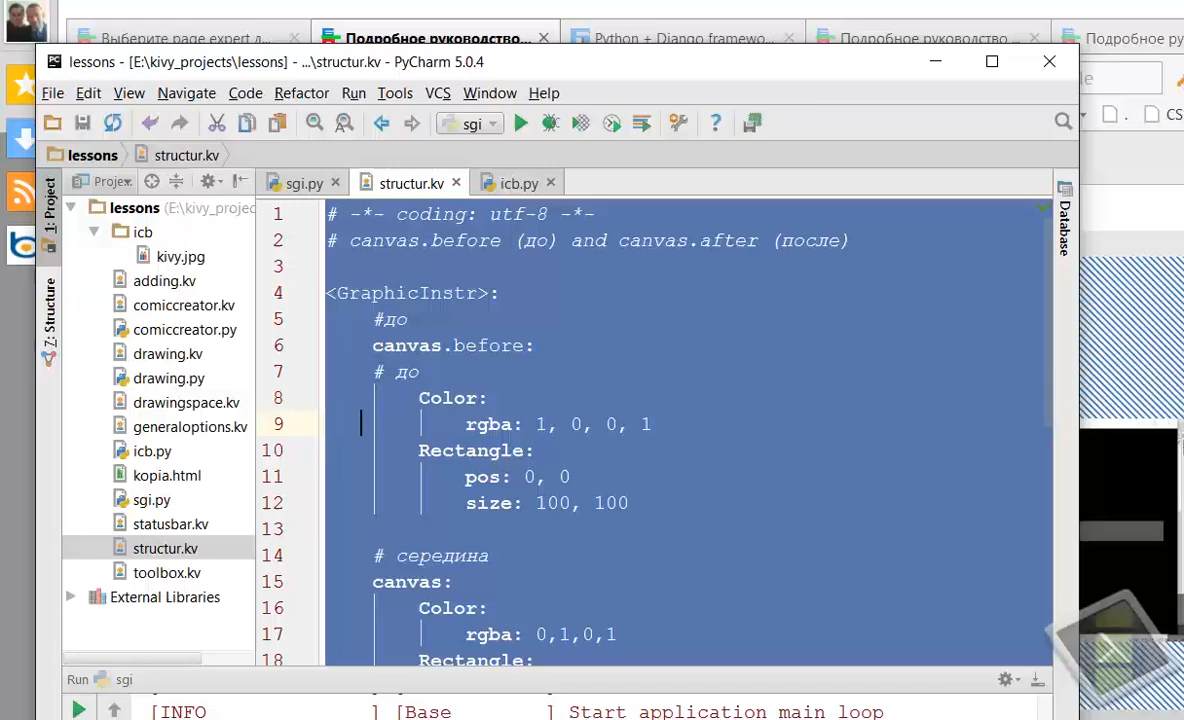 Выберите page expert д...
Подробное руководство...
Python + Django framewo...
Подробное руководство
Подробное ру
lessons - [E:\kivy_projects\lessons] - ...\structur.kv - PyCharm 5.0.4
File Edit View Navigate Code Refactor Run Tools VCS Window Help
sgi
CS
lessons structur.kv
Projec
sgi.py structur.kv icb.py
1: Project
Z: Structure
Database
lessons (E:\kivy_projec
icb
kivy.jpg
adding.kv
comiccreator.kv
comiccreator.py
drawing.kv
drawing.py
drawingspace.kv
generaloptions.kv
icb.py
kopia.html
sgi.py
statusbar.kv
structur.kv
toolbox.kv
External Libraries
1 # -*- coding: utf-8 -*-
2 # canvas.before (до) and canvas.after (после)
3
4 <GraphicInstr>:
5 #до
6 canvas.before:
7 # до
8 Color:
9 rgba: 1, 0, 0, 1
10 Rectangle:
11 pos: 0, 0
12 size: 100, 100
13
14 # середина
15 canvas:
16 Color:
17 rgba: 0,1,0,1
18 Rectangle:
Run sgi
[INFO ] [Base ] Start application main loop